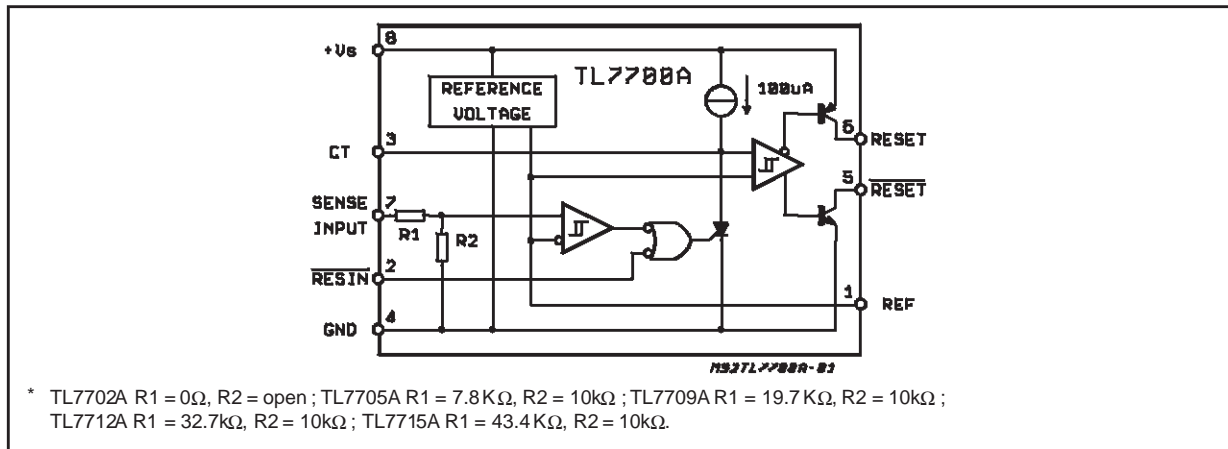 +Vs
8
TL7700A
REFERENCE
VOLTAGE
100uA
6
RESET
3
CT
5
RESET
SENSE
INPUT
7
R1
R2
2
RESIN
1
REF
4
GND
M92TL7700A-01
* TL7702A R1 = 0Ω, R2 = open ; TL7705A R1 = 7.8 KΩ, R2 = 10kΩ ; TL7709A R1 = 19.7 KΩ, R2 = 10kΩ ;
TL7712A R1 = 32.7kΩ, R2 = 10kΩ ; TL7715A R1 = 43.4 KΩ, R2 = 10kΩ.